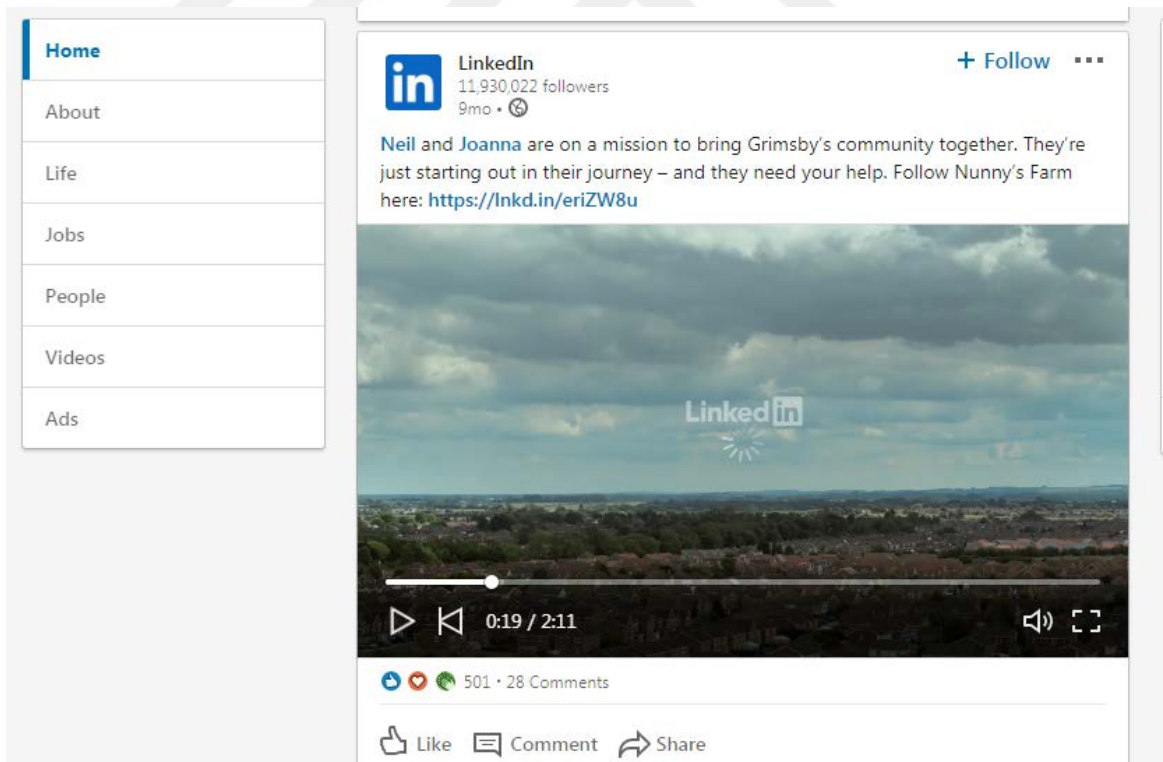 Home
About
Life
Jobs
People
Videos
Ads
in
LinkedIn
11,930,022 followers
9mo •
+ Follow
Neil and Joanna are on a mission to bring Grimsby’s community together. They’re
just starting out in their journey – and they need your help. Follow Nunny’s Farm
here: https://lnkd.in/eriZW8u
Linked in
0:19 / 2:11
501 • 28 Comments
Like Comment Share